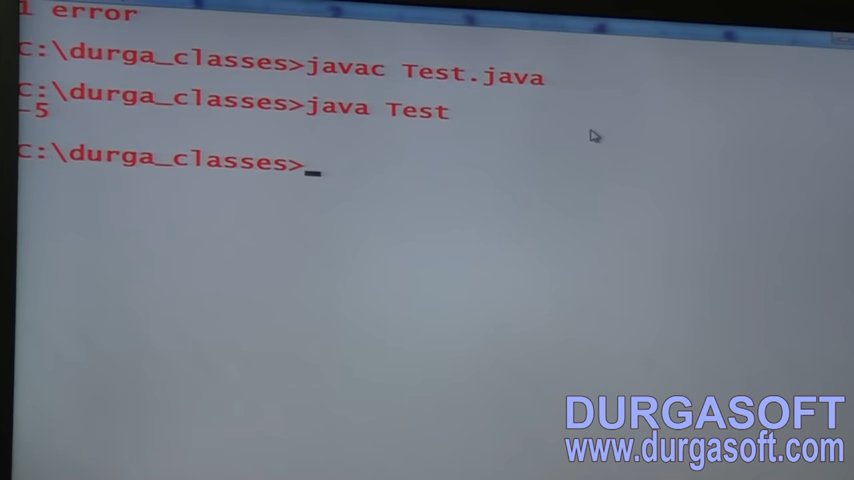 1 error
C:\durga_classes>javac Test.java
C:\durga_classes>java Test
-5
C:\durga_classes>_
DURGASOFT
www.durgasoft.com